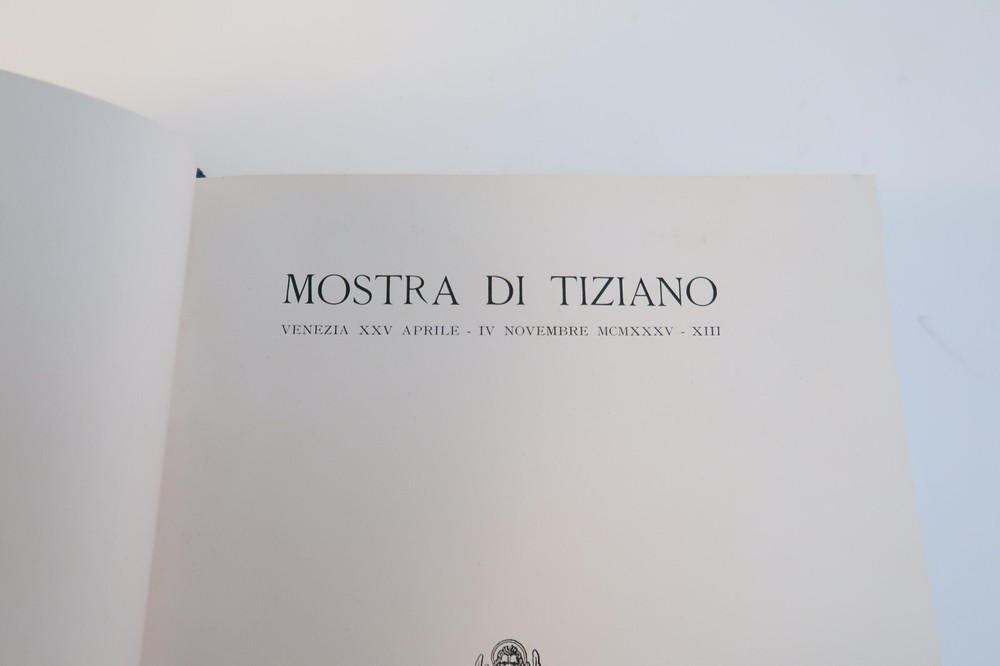 MOSTRA DI TIZIANO
VENEZIA XXV APRILE - IV NOVEMBRE MCMXXXV - XIII